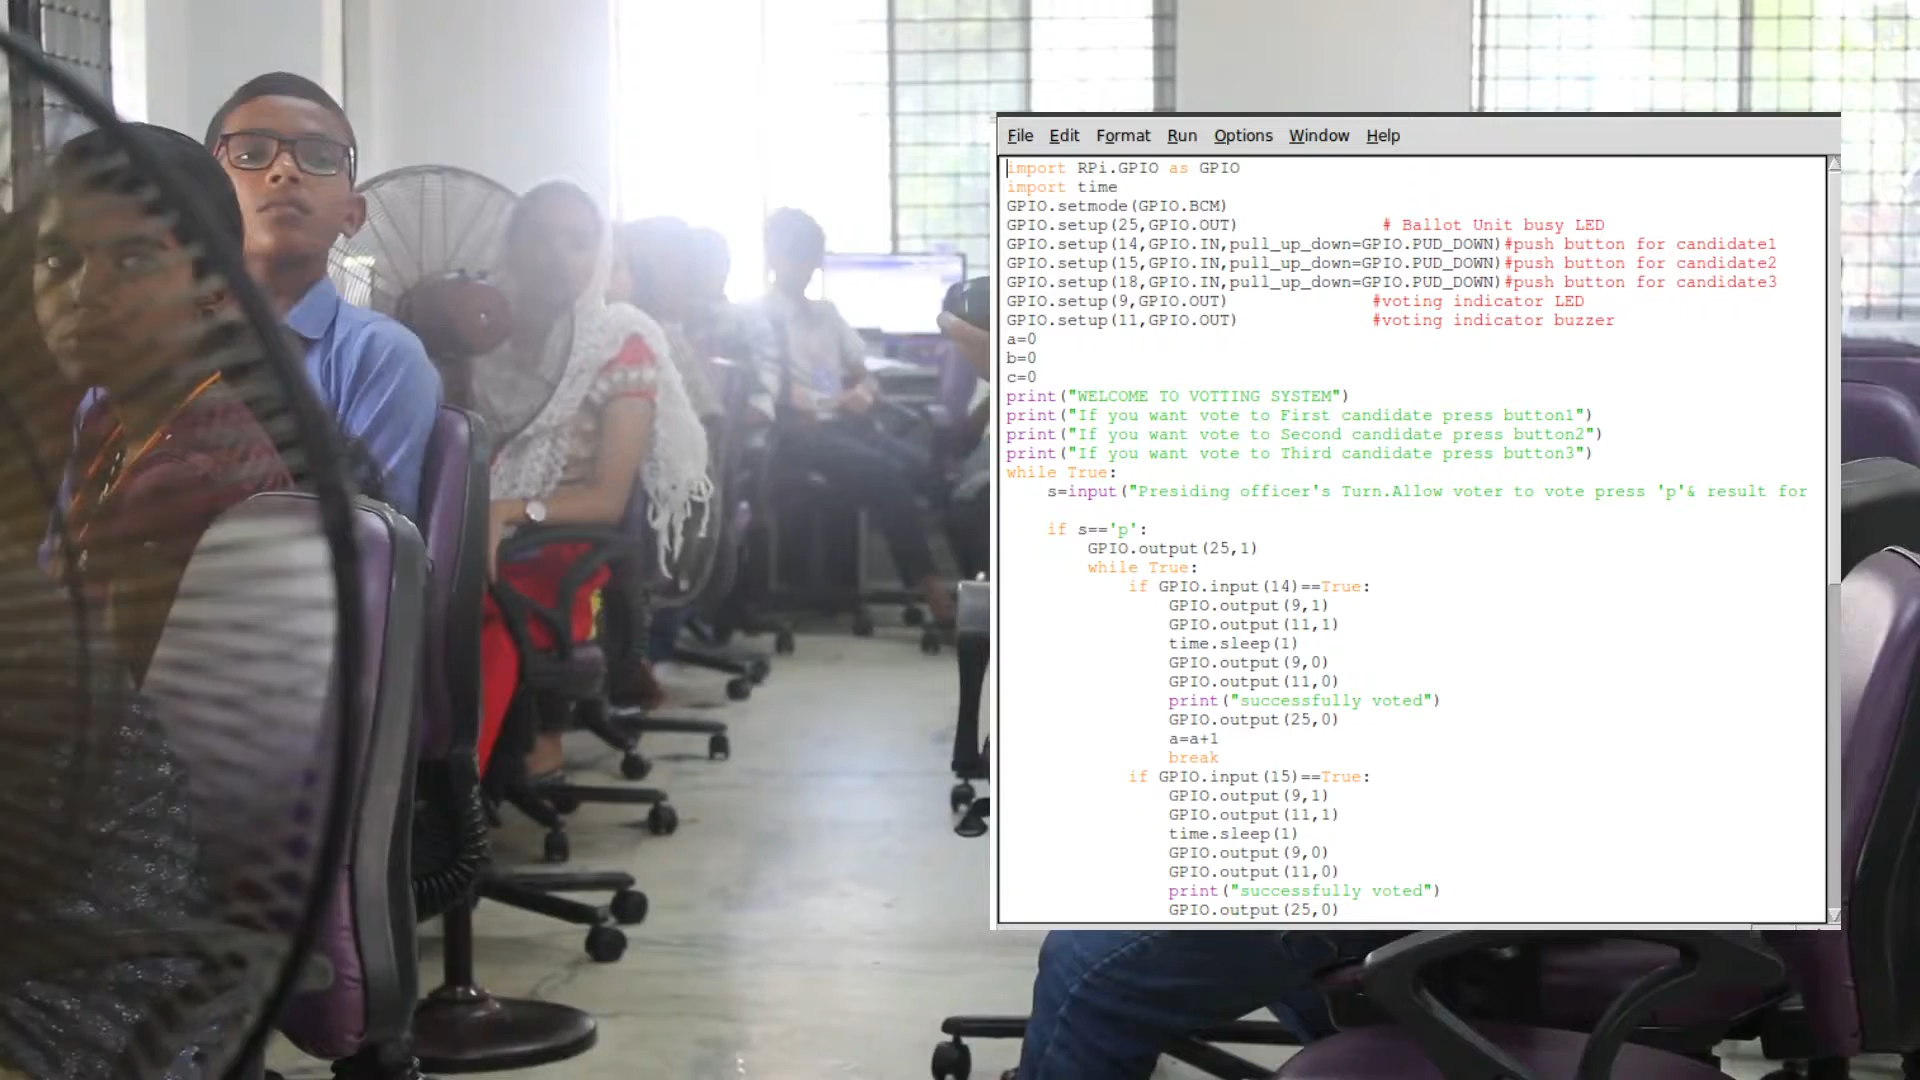 File Edit Format Run Options Window Help
import RPi.GPIO as GPIO
import time
GPIO.setmode(GPIO.BCM)
GPIO.setup(25,GPIO.OUT)               # Ballot Unit busy LED
GPIO.setup(14,GPIO.IN,pull_up_down=GPIO.PUD_DOWN)#push button for candidate1
GPIO.setup(15,GPIO.IN,pull_up_down=GPIO.PUD_DOWN)#push button for candidate2
GPIO.setup(18,GPIO.IN,pull_up_down=GPIO.PUD_DOWN)#push button for candidate3
GPIO.setup(9,GPIO.OUT)               #voting indicator LED
GPIO.setup(11,GPIO.OUT)              #voting indicator buzzer
a=0
b=0
c=0
print("WELCOME TO VOTTING SYSTEM")
print("If you want vote to First candidate press button1")
print("If you want vote to Second candidate press button2")
print("If you want vote to Third candidate press button3")
while True:
    s=input("Presiding officer's Turn.Allow voter to vote press 'p'& result for
    if s=='p':
        GPIO.output(25,1)
        while True:
            if GPIO.input(14)==True:
                GPIO.output(9,1)
                GPIO.output(11,1)
                time.sleep(1)
                GPIO.output(9,0)
                GPIO.output(11,0)
                print("successfully voted")
                GPIO.output(25,0)
                a=a+1
                break
            if GPIO.input(15)==True:
                GPIO.output(9,1)
                GPIO.output(11,1)
                time.sleep(1)
                GPIO.output(9,0)
                GPIO.output(11,0)
                print("successfully voted")
                GPIO.output(25,0)